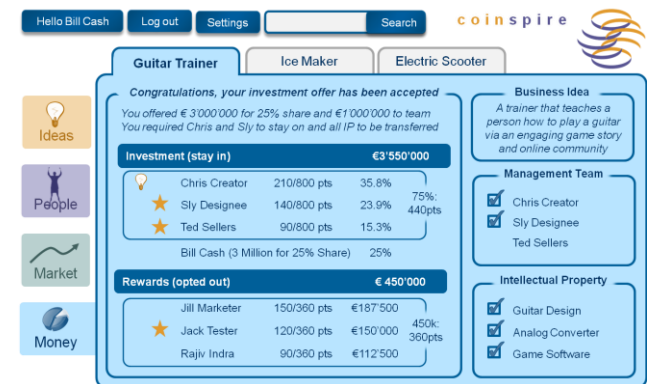 Hello Bill Cash Log out Settings Search coinspire
Guitar Trainer Ice Maker Electric Scooter
Ideas
People
Market
Money
Congratulations, your investment offer has been accepted
You offered € 3'000'000 for 25% share and €1'000'000 to team
You required Chris and Sly to stay on and all IP to be transferred
Investment (stay in) €3'550'000
Chris Creator 210/800 pts 35.8%
Sly Designee 140/800 pts 23.9%
Ted Sellers 90/800 pts 15.3%
75%:
440pts
Bill Cash (3 Million for 25% Share) 25%
Rewards (opted out) € 450'000
Jill Marketer 150/360 pts €187'500
Jack Tester 120/360 pts €150'000
Rajiv Indra 90/360 pts €112'500
450k:
360pts
Business Idea
A trainer that teaches a
person how to play a guitar
via an engaging game story
and online community
Management Team
Chris Creator
Sly Designee
Ted Sellers
Intellectual Property
Guitar Design
Analog Converter
Game Software